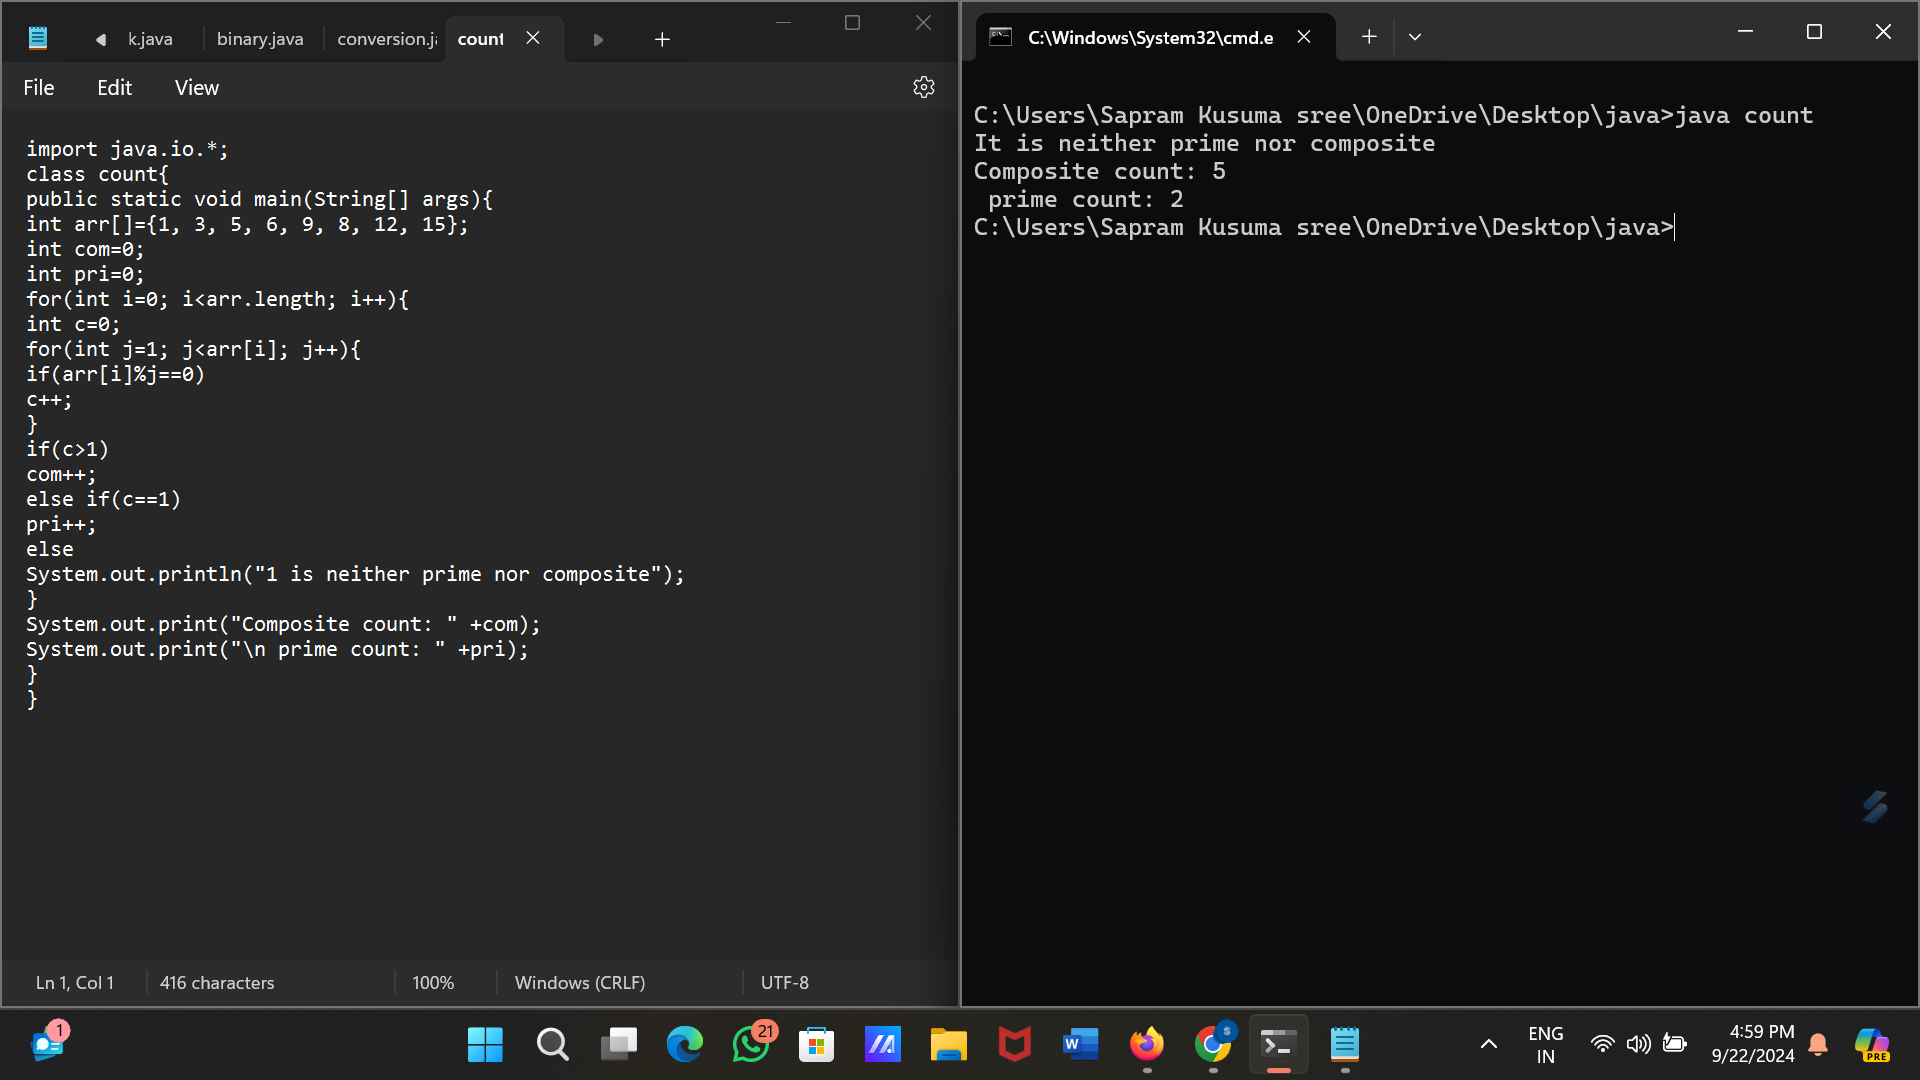 k.java
binary.java
conversion.ja
count
File
Edit
View
import java.io.*;
class count{
public static void main(String[] args){
int arr[]={1, 3, 5, 6, 9, 8, 12, 15};
int com=0;
int pri=0;
for(int i=0; i<arr.length; i++){
int c=0;
for(int j=1; j<arr[i]; j++){
if(arr[i]%j==0)
c++;
}
if(c>1)
com++;
else if(c==1)
pri++;
else
System.out.println("1 is neither prime nor composite");
}
System.out.print("Composite count: " +com);
System.out.print("\n prime count: " +pri);
}
}
Ln 1, Col 1
416 characters
100%
Windows (CRLF)
UTF-8
C:\Windows\System32\cmd.e
C:\Users\Sapram Kusuma sree\OneDrive\Desktop\java>java count
It is neither prime nor composite
Composite count: 5
prime count: 2
C:\Users\Sapram Kusuma sree\OneDrive\Desktop\java>
1
21
W
S
ENG
IN
4:59 PM
9/22/2024
PRE